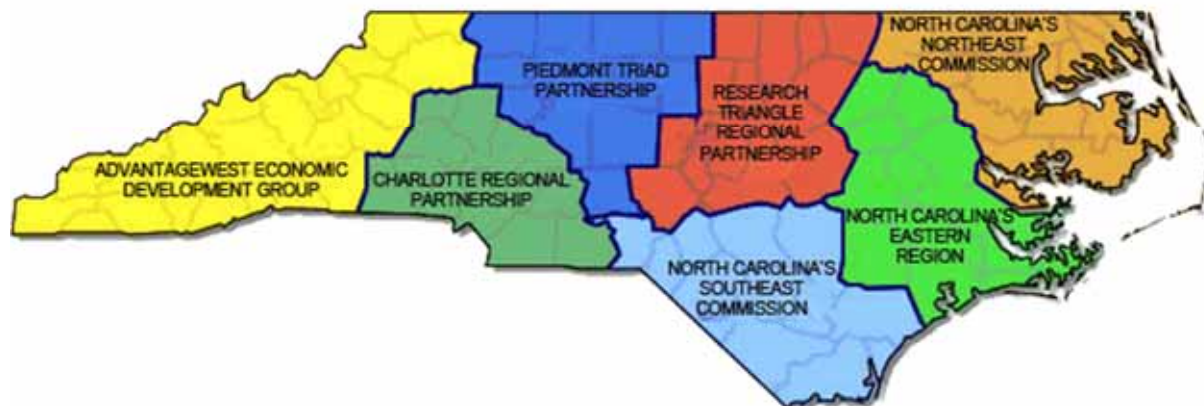 ADVANTAGEWEST ECONOMIC
DEVELOPMENT GROUP
CHARLOTTE REGIONAL
PARTNERSHIP
PIEDMONT TRIAD
PARTNERSHIP
RESEARCH
TRIANGLE
REGIONAL
PARTNERSHIP
NORTH CAROLINA'S
NORTHEAST
COMMISSION
NORTH CAROLINA'S
EASTERN
REGION
NORTH CAROLINA'S
SOUTHEAST
COMMISSION